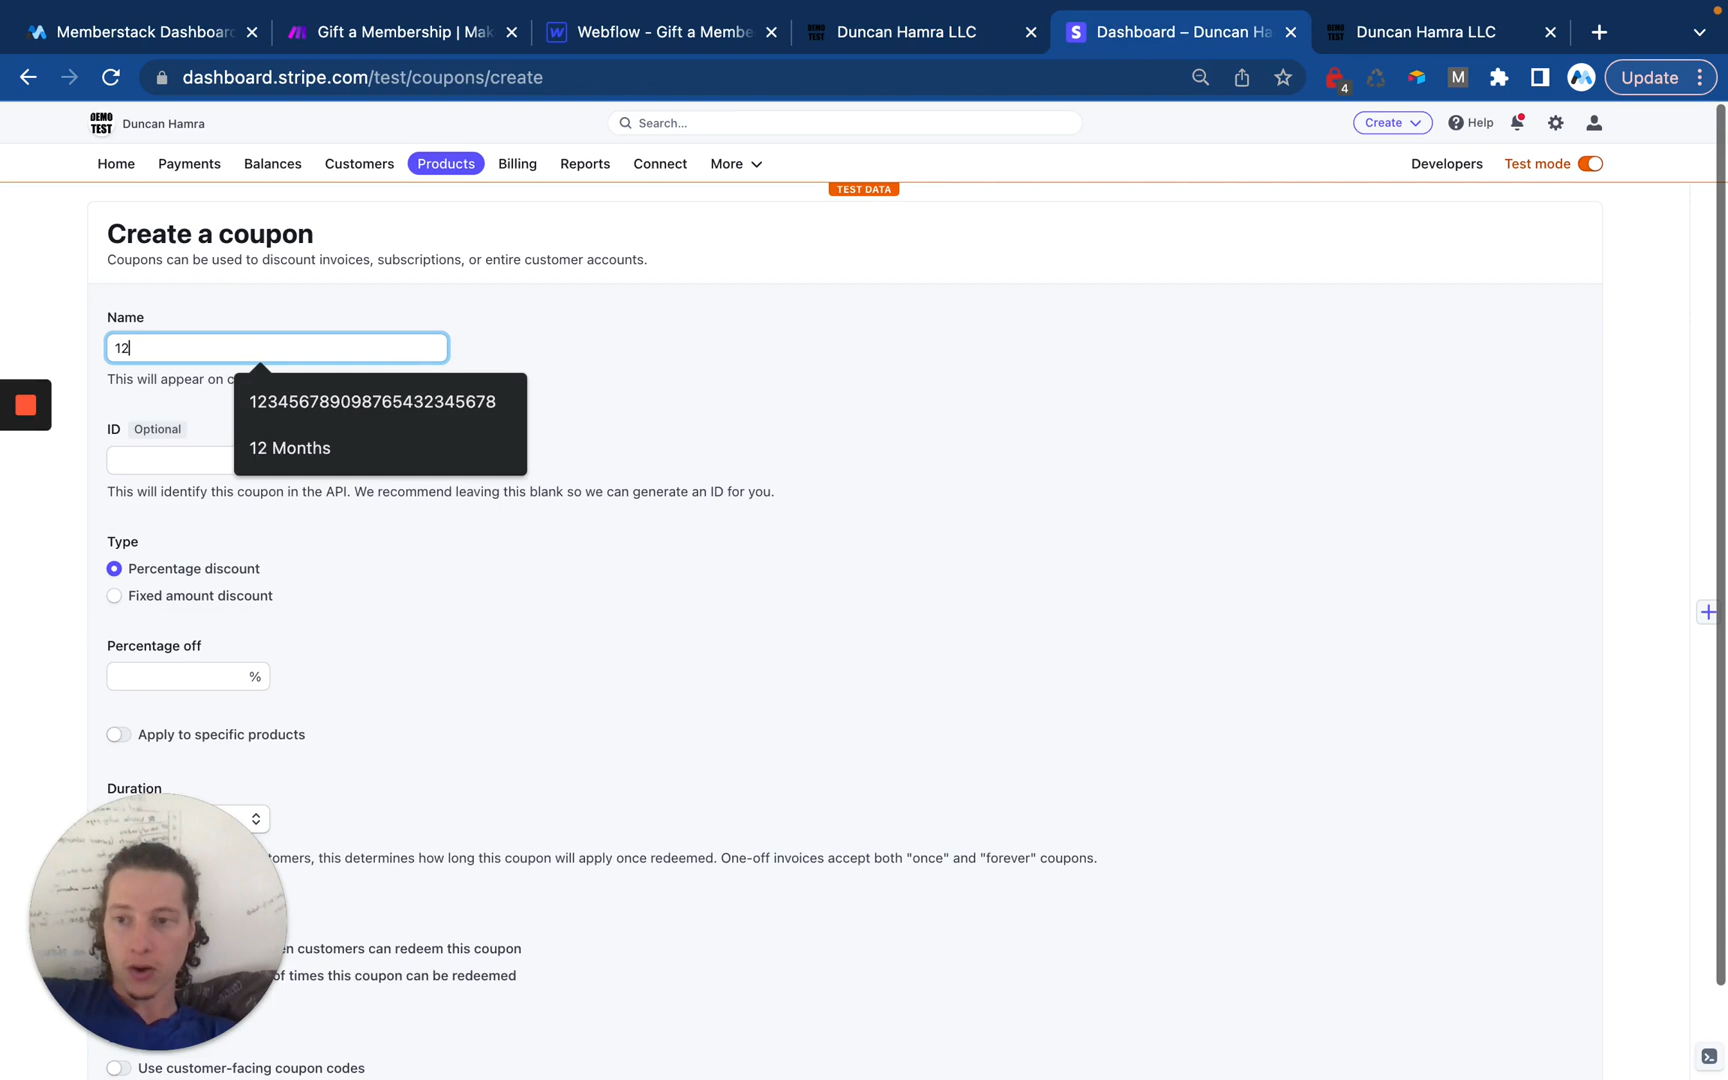 Memberstack Dashboar
Gift a Membership | Mak
Webflow - Gift a Membe
Duncan Hamra LLC
Dashboard – Duncan Ha
Duncan Hamra LLC
dashboard.stripe.com/test/coupons/create
4
M
Update
DEMO
TEST
Duncan Hamra
Search...
Create
Help
Home
Payments
Balances
Customers
Products
Billing
Reports
Connect
More
Developers
Test mode
TEST DATA
Create a coupon
Coupons can be used to discount invoices, subscriptions, or entire customer accounts.
Name
12
This will appear on c
123456789098765432345678
12 Months
ID Optional
This will identify this coupon in the API. We recommend leaving this blank so we can generate an ID for you.
Type
Percentage discount
Fixed amount discount
Percentage off
%
Apply to specific products
Duration
tomers, this determines how long this coupon will apply once redeemed. One-off invoices accept both "once" and "forever" coupons.
en customers can redeem this coupon
of times this coupon can be redeemed
Use customer-facing coupon codes